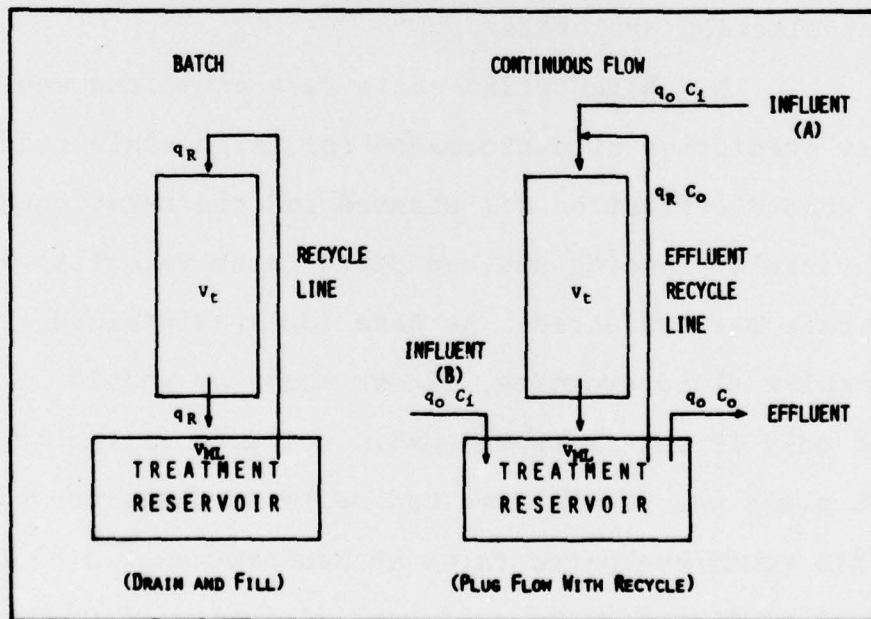 BATCH
q_R
V_t
RECYCLE
LINE
q_R
V_ML
TREATMENT
RESERVOIR
(DRAIN AND FILL)
CONTINUOUS FLOW
q_o C_i
INFLUENT
(A)
q_R C_o
EFFLUENT
RECYCLE
LINE
V_t
INFLUENT
(B)
q_o C_i
q_o C_o
EFFLUENT
V_ML
TREATMENT
RESERVOIR
(PLUG FLOW WITH RECYCLE)